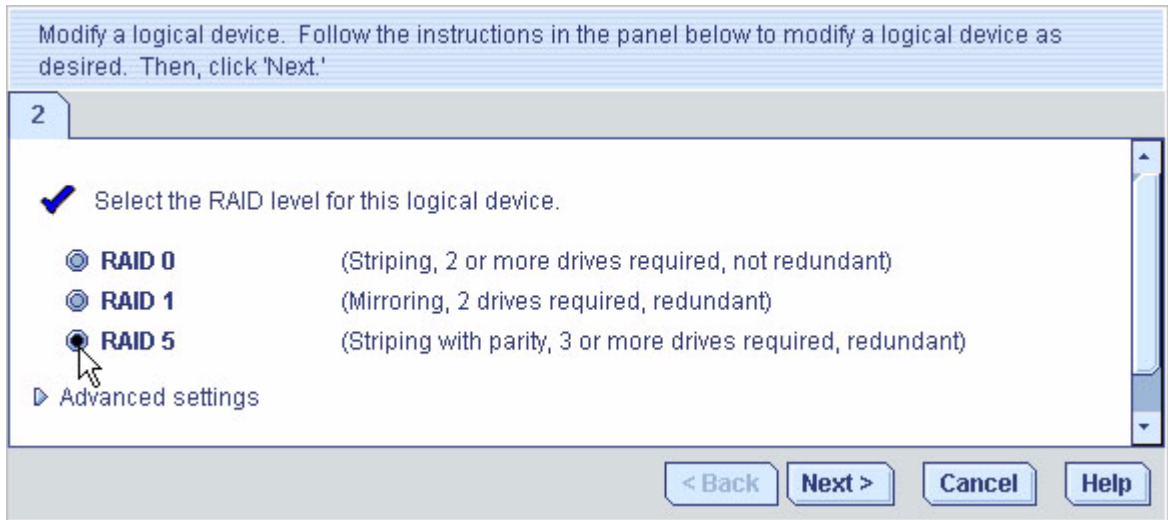 Modify a logical device. Follow the instructions in the panel below to modify a logical device as
desired. Then, click 'Next.'
2
Select the RAID level for this logical device.
RAID 0 (Striping, 2 or more drives required, not redundant)
RAID 1 (Mirroring, 2 drives required, redundant)
RAID 5 (Striping with parity, 3 or more drives required, redundant)
Advanced settings
< Back Next > Cancel Help